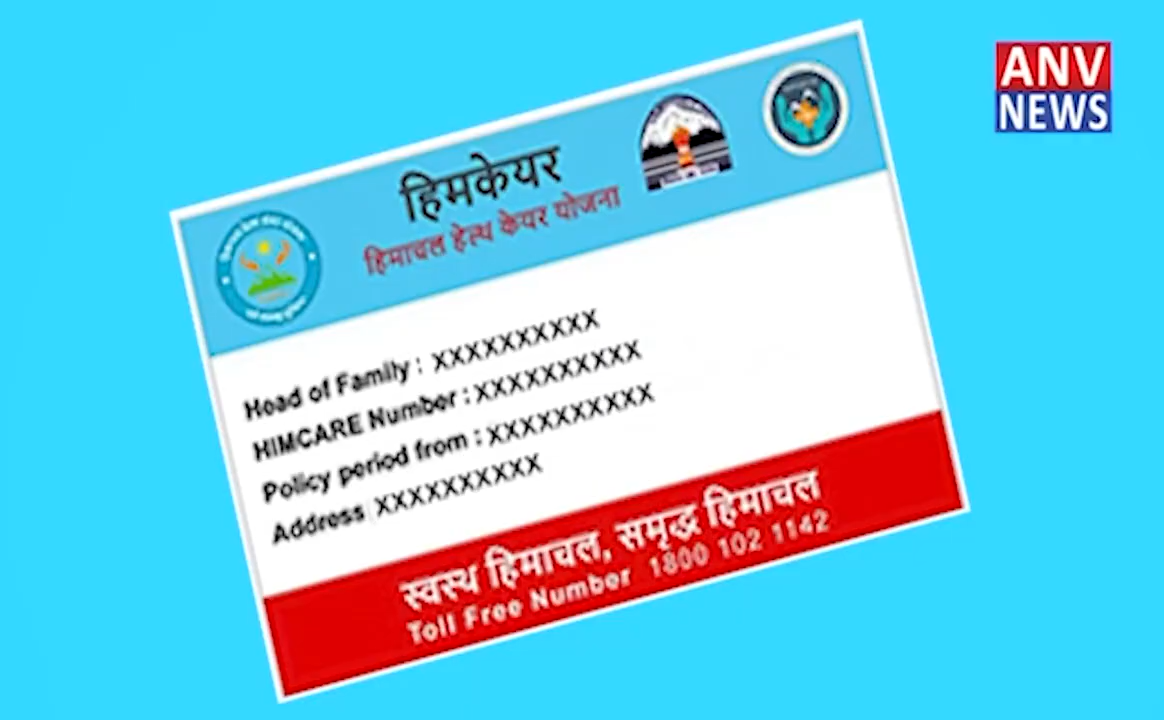 ANV
NEWS
हिमकेयर
हिमाचल हेल्थ केयर योजना
Head of Family : XXXXXXXXXX
HIMCARE Number : XXXXXXXXXX
Policy period from : XXXXXXXXXX
Address XXXXXXXXXX
स्वस्थ हिमाचल, समृद्ध हिमाचल
Toll Free Number 1800 102 1142